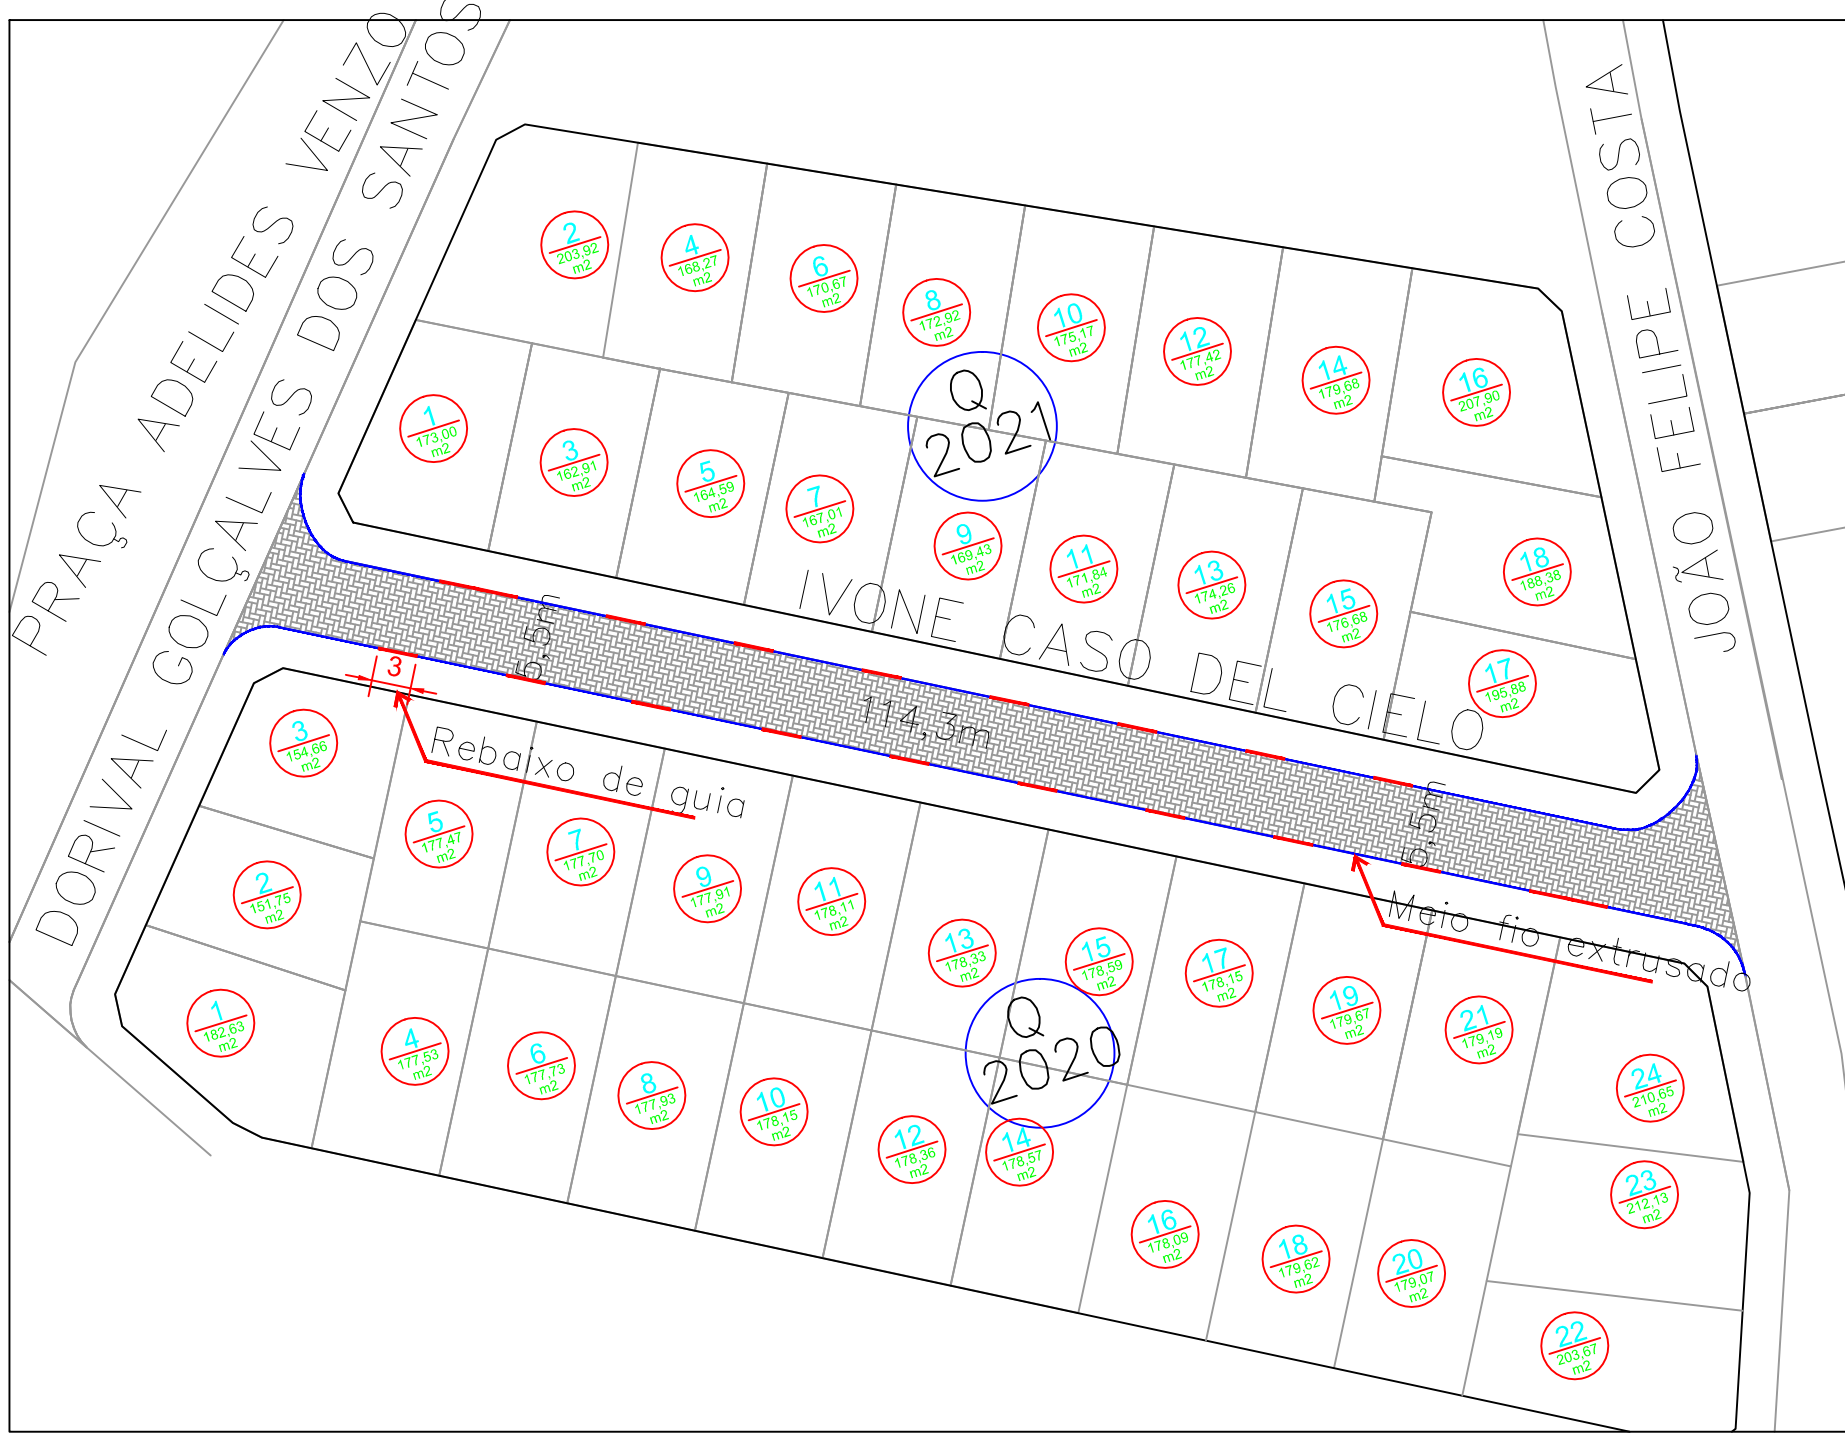 PRAÇA ADELIDES VENZO
DORIVAL GOLÇALVES DOS SANTOS
JOÃO FELIPE COSTA
2
203,92
m2
4
168,27
m2
6
170,67
m2
8
172,92
m2
10
175,17
m2
12
177,42
m2
14
179,68
m2
16
207,90
m2
Q
2021
1
173,00
m2
3
162,91
m2
5
164,59
m2
7
167,01
m2
9
169,43
m2
11
171,84
m2
13
174,26
m2
15
176,68
m2
18
188,38
m2
17
195,88
m2
IVONE CASO DEL CIELO
5,5m
114,3m
5,5m
3
Rebaixo de guia
Meio fio extrusado
3
154,66
m2
5
177,47
m2
7
177,70
m2
9
177,91
m2
11
178,11
m2
13
178,33
m2
15
178,59
m2
17
178,15
m2
19
179,67
m2
21
179,19
m2
24
210,65
m2
2
151,75
m2
Q
2020
1
182,63
m2
4
177,53
m2
6
177,73
m2
8
177,93
m2
10
178,15
m2
12
178,36
m2
14
178,57
m2
16
178,09
m2
18
179,62
m2
20
179,07
m2
23
212,13
m2
22
203,67
m2